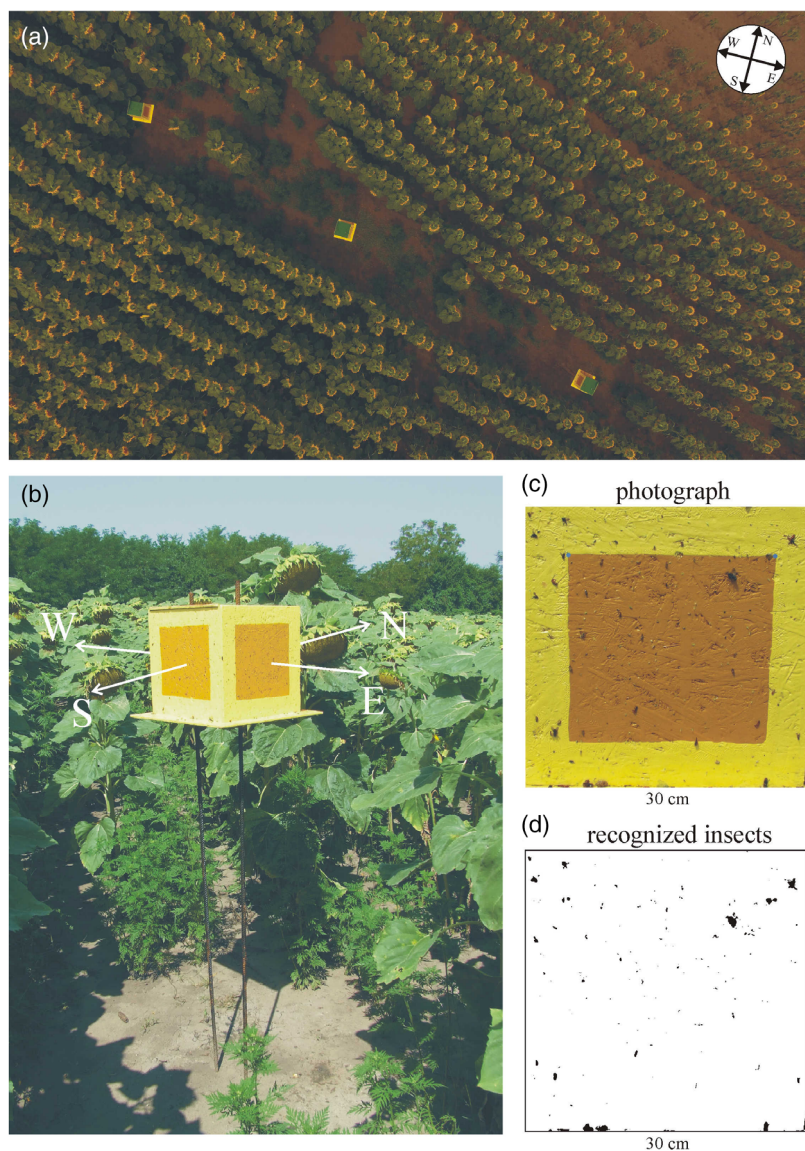 (a)
N
W
E
S
(b)
W
N
S
E
(c)
photograph
30 cm
(d)
recognized insects
30 cm